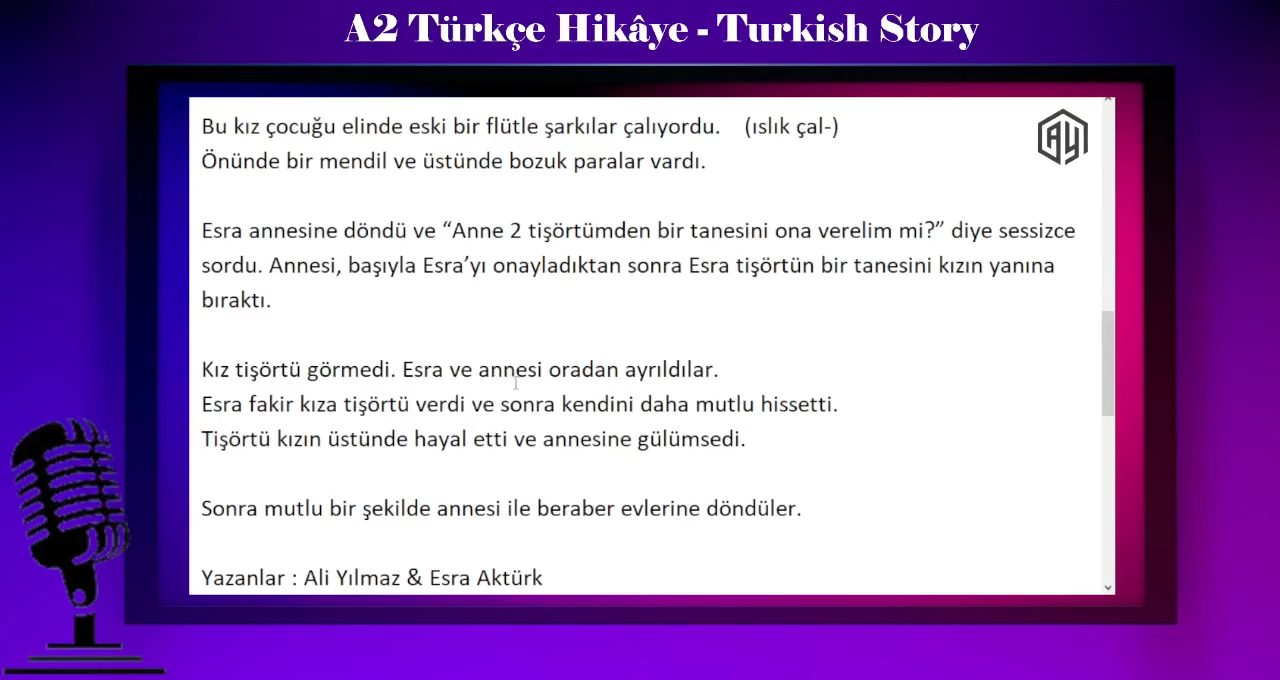 A2 Türkçe Hikâye - Turkish Story
Bu kız çocuğu elinde eski bir flütle şarkılar çalıyordu. (ıslık çal-)
Önünde bir mendil ve üstünde bozuk paralar vardı.
Esra annesine döndü ve “Anne 2 tişörtümden bir tanesini ona verelim mi?” diye sessizce
sordu. Annesi, başıyla Esra’yı onayladıktan sonra Esra tişörtün bir tanesini kızın yanına
bıraktı.
Kız tişörtü görmedi. Esra ve annesi oradan ayrıldılar.
Esra fakir kıza tişörtü verdi ve sonra kendini daha mutlu hissetti.
Tişörtü kızın üstünde hayal etti ve annesine gülümsedi.
Sonra mutlu bir şekilde annesi ile beraber evlerine döndüler.
Yazanlar : Ali Yılmaz & Esra Aktürk
AY